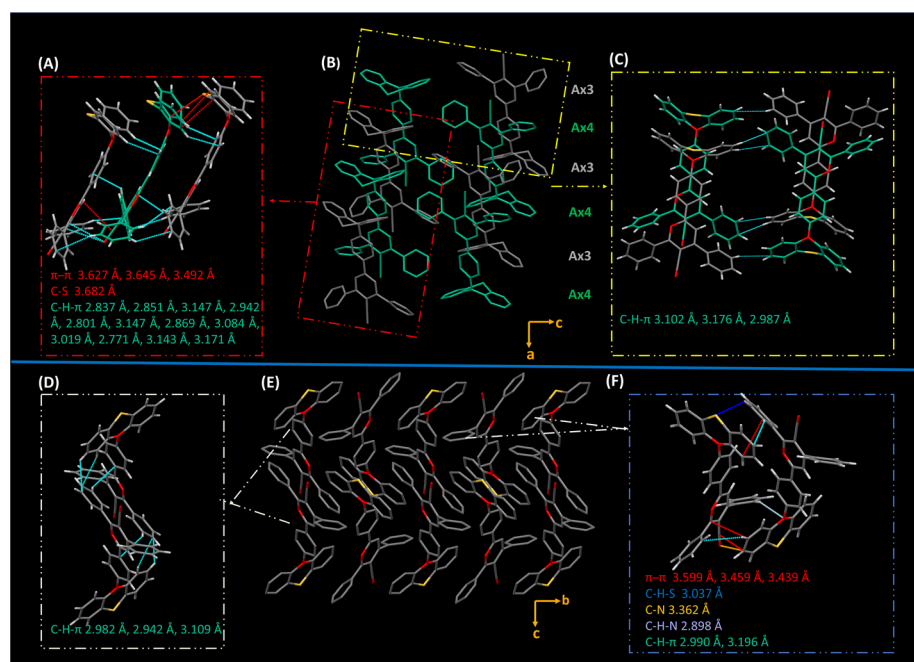 (A)
(B)
(C)
Ax3
Ax4
Ax3
Ax4
Ax3
Ax4
π–π 3.627 Å, 3.645 Å, 3.492 Å
C-S 3.682 Å
C-H-π 2.837 Å, 2.851 Å, 3.147 Å, 2.942
Å, 2.801 Å, 3.147 Å, 2.869 Å, 3.084 Å,
3.019 Å, 2.771 Å, 3.143 Å, 3.171 Å
c
a
C-H-π 3.102 Å, 3.176 Å, 2.987 Å
(D)
(E)
(F)
C-H-π 2.982 Å, 2.942 Å, 3.109 Å
b
c
π–π 3.599 Å, 3.459 Å, 3.439 Å
C-H-S 3.037 Å
C-N 3.362 Å
C-H-N 2.898 Å
C-H-π 2.990 Å, 3.196 Å